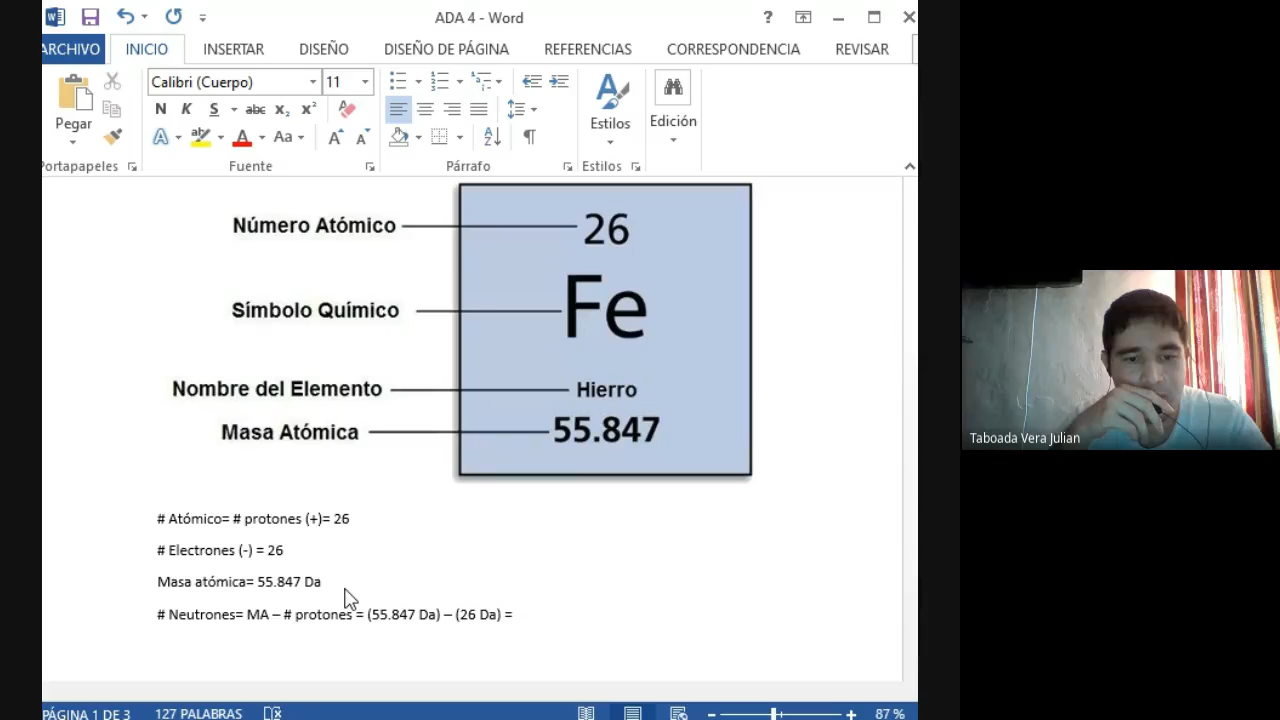 ADA 4 - Word
?
ARCHIVO INICIO INSERTAR DISEÑO DISEÑO DE PÁGINA REFERENCIAS CORRESPONDENCIA REVISAR
Calibri (Cuerpo) 11
Pegar
N K S abc x₂ x²
A A Aa A A
Estilos
Edición
Portapapeles Fuente Párrafo Estilos
Número Atómico 26
Símbolo Químico Fe
Nombre del Elemento Hierro
Masa Atómica 55.847
# Atómico= # protones (+)= 26
# Electrones (-) = 26
Masa atómica= 55.847 Da
# Neutrones= MA – # protones = (55.847 Da) – (26 Da) =
PÁGINA 1 DE 3 127 PALABRAS 87 %
Taboada Vera Julian